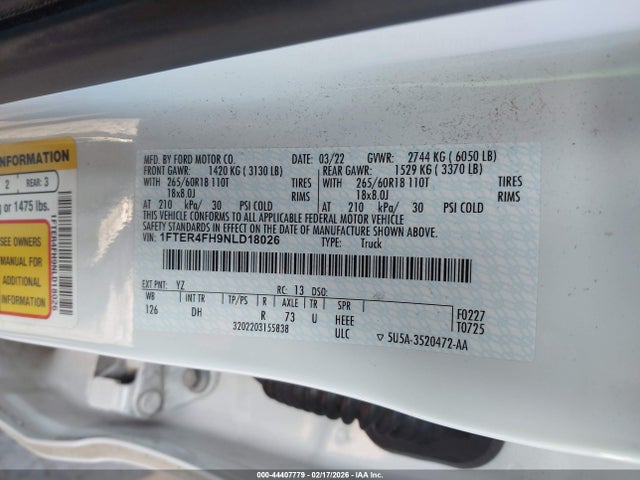 INFORMATION
2 REAR: 3
g or 1475 lbs.
SEE OWNERS
MANUAL FOR
ADDITIONAL
INFORMATION
1FTER4FH9NLD18026
MFD. BY FORD MOTOR CO. DATE: 03/22 GVWR: 2744 KG ( 6050 LB)
FRONT GAWR: 1420 KG ( 3130 LB) REAR GAWR: 1529 KG ( 3370 LB)
WITH 265/60R18 110T TIRES WITH 265/60R18 110T TIRES
18x8.0J RIMS 18x8.0J RIMS
AT 210 kPa/ 30 PSI COLD AT 210 kPa/ 30 PSI COLD
THIS VEHICLE CONFORMS TO ALL APPLICABLE FEDERAL MOTOR VEHICLE
SAFETY STANDARDS IN EFFECT ON THE DATE OF MANUFACTURE SHOWN ABOVE.
VIN: 1FTER4FH9NLD18026 TYPE: Truck
EXT PNT: YZ RC: 13 DSO: F0227
WB INT TR TP/PS R AXLE TR SPR T0725
126 DH R 73 U HEEE
3202203155838 ULC 5U5A-3520472-AA
000-44407779 - 02/17/2026 - IAAI.COM